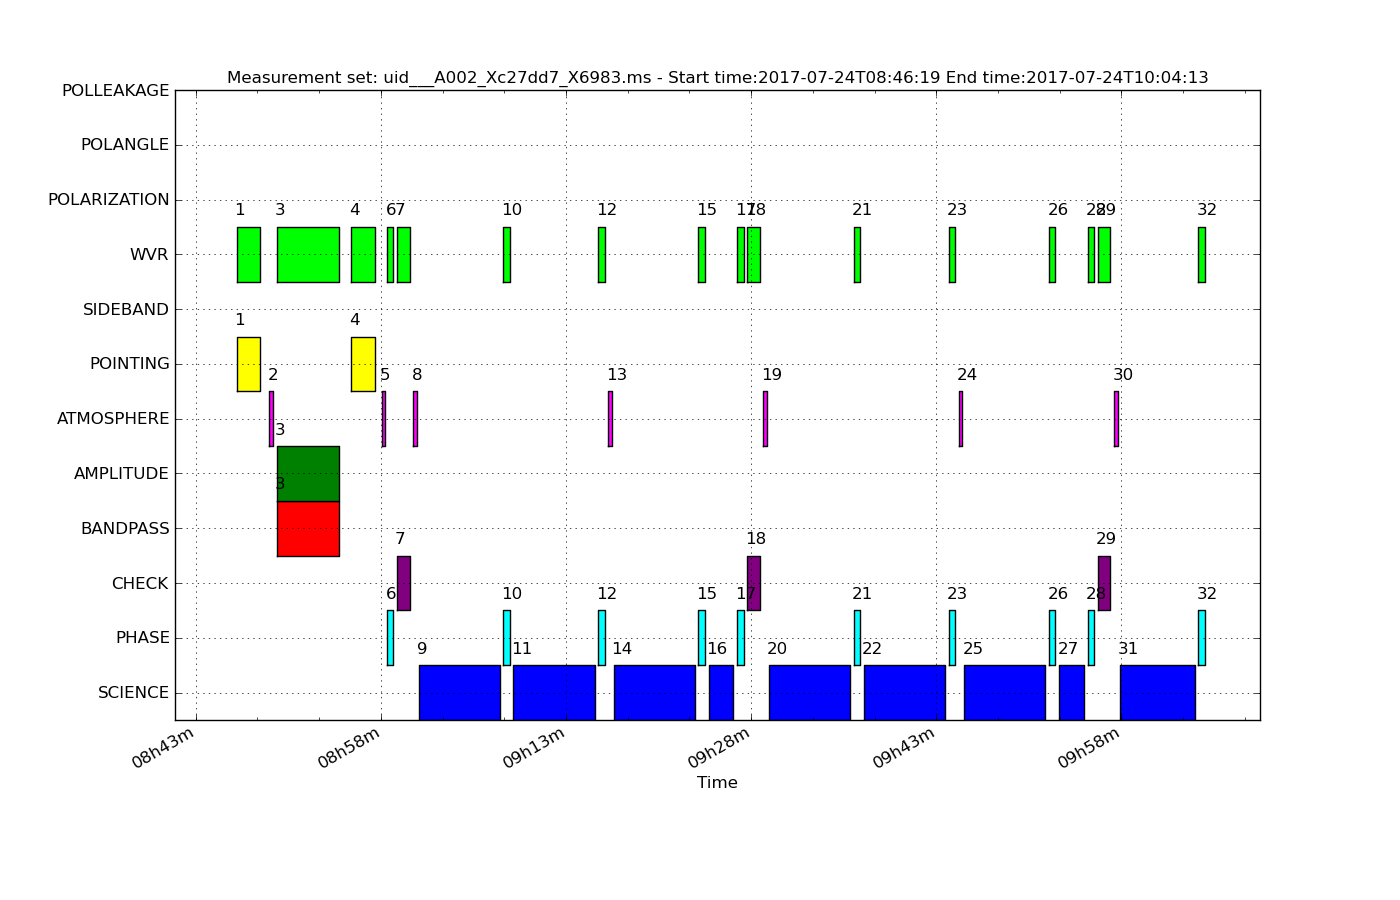 Measurement set: uid___A002_Xc27dd7_X6983.ms - Start time:2017-07-24T08:46:19 End time:2017-07-24T10:04:13
POLLEAKAGE
POLANGLE
POLARIZATION
1 3 4 6 7 10 12 15 17 18 21 23 26 28 29 32
WVR
SIDEBAND
1 4
POINTING
2 5 8 13 19 24 30
ATMOSPHERE
3
AMPLITUDE
3
BANDPASS
7 18 29
CHECK
6 10 12 15 17 21 23 26 28 32
PHASE
9 11 14 16 20 22 25 27 31
SCIENCE
08h43m 08h58m 09h13m 09h28m 09h43m 09h58m
Time